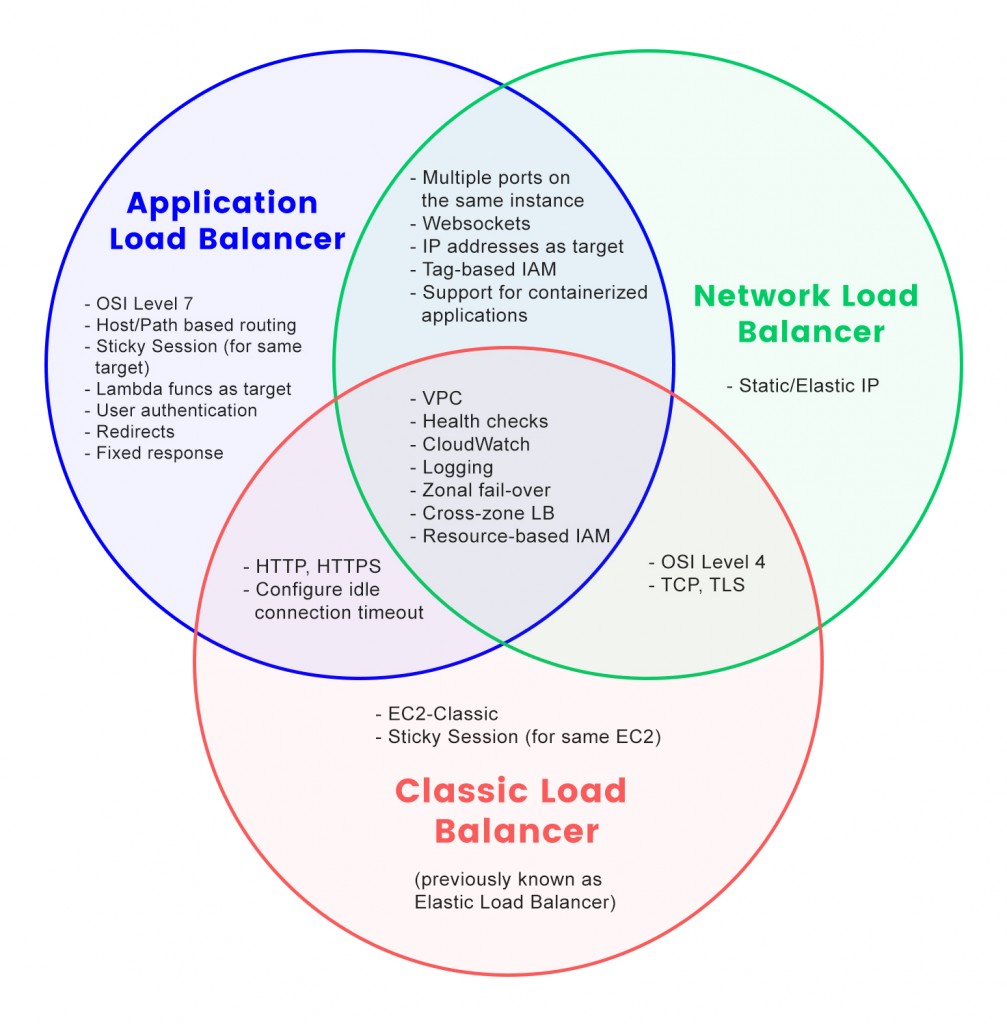 Application
Load Balancer
- OSI Level 7
- Host/Path based routing
- Sticky Session (for same
target)
- Lambda funcs as target
- User authentication
- Redirects
- Fixed response
- Multiple ports on
the same instance
- Websockets
- IP addresses as target
- Tag-based IAM
- Support for containerized
applications
Network Load
Balancer
- Static/Elastic IP
- VPC
- Health checks
- CloudWatch
- Logging
- Zonal fail-over
- Cross-zone LB
- Resource-based IAM
- HTTP, HTTPS
- Configure idle
connection timeout
- OSI Level 4
- TCP, TLS
- EC2-Classic
- Sticky Session (for same EC2)
Classic Load
Balancer
(previously known as
Elastic Load Balancer)